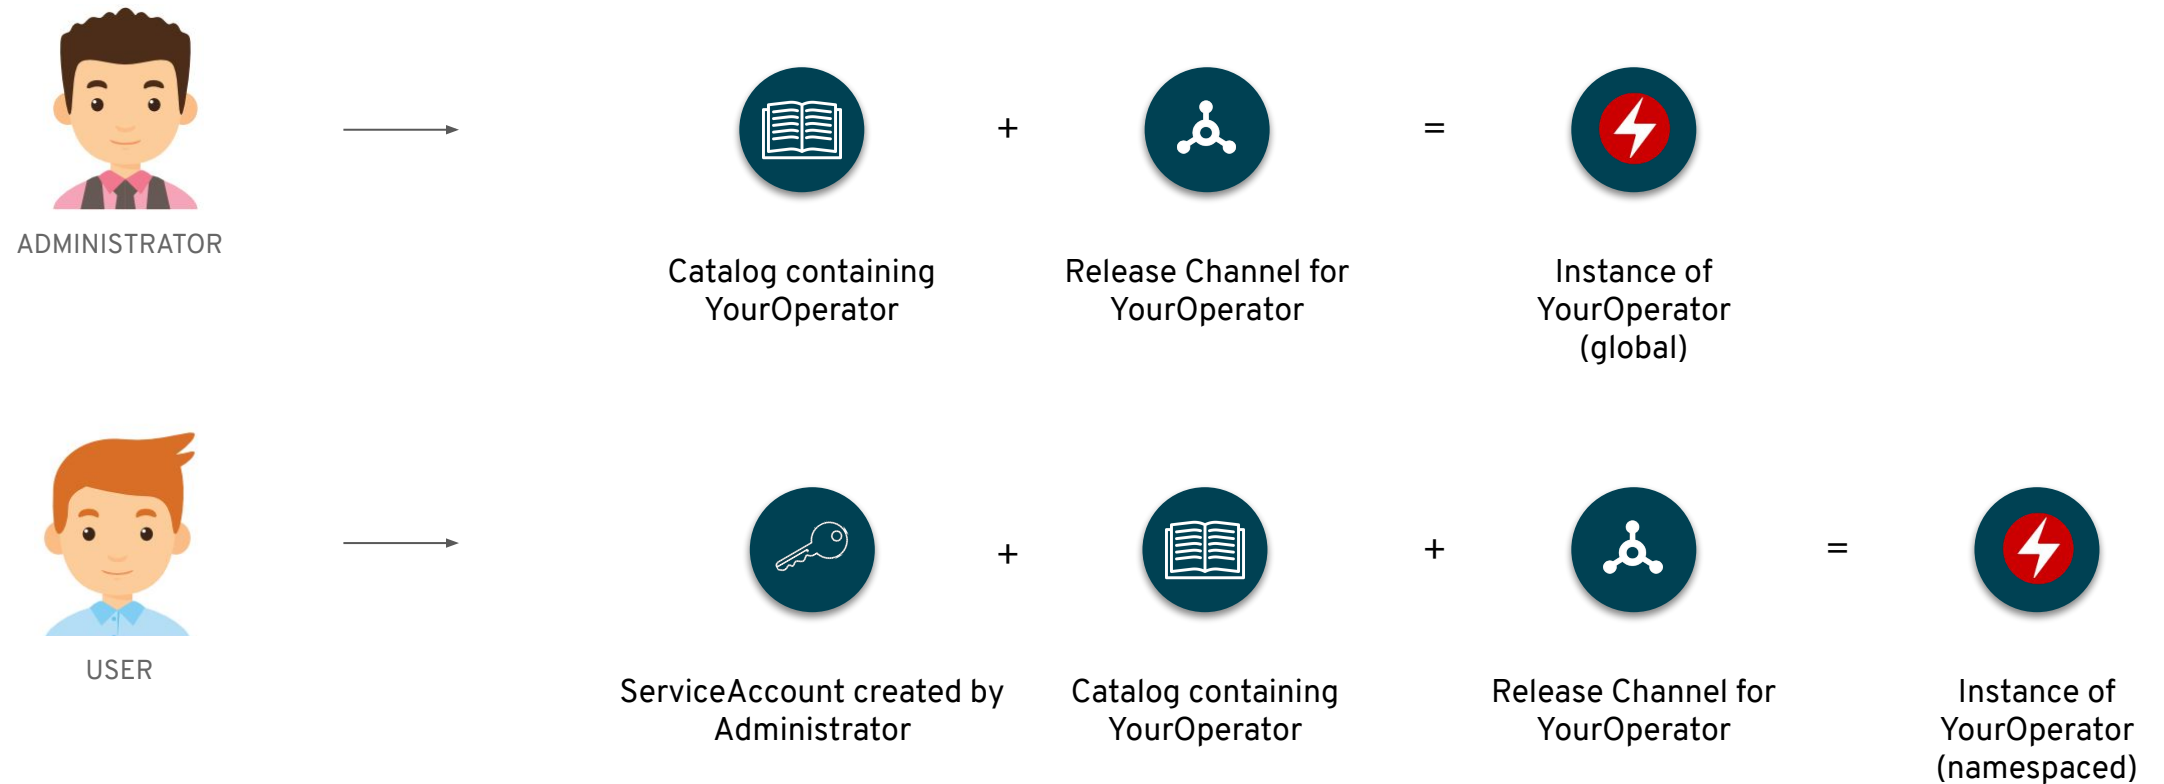 ADMINISTRATOR
+
=
Catalog containing
YourOperator
Release Channel for
YourOperator
Instance of
YourOperator
(global)
USER
+
+
=
ServiceAccount created by
Administrator
Catalog containing
YourOperator
Release Channel for
YourOperator
Instance of
YourOperator
(namespaced)